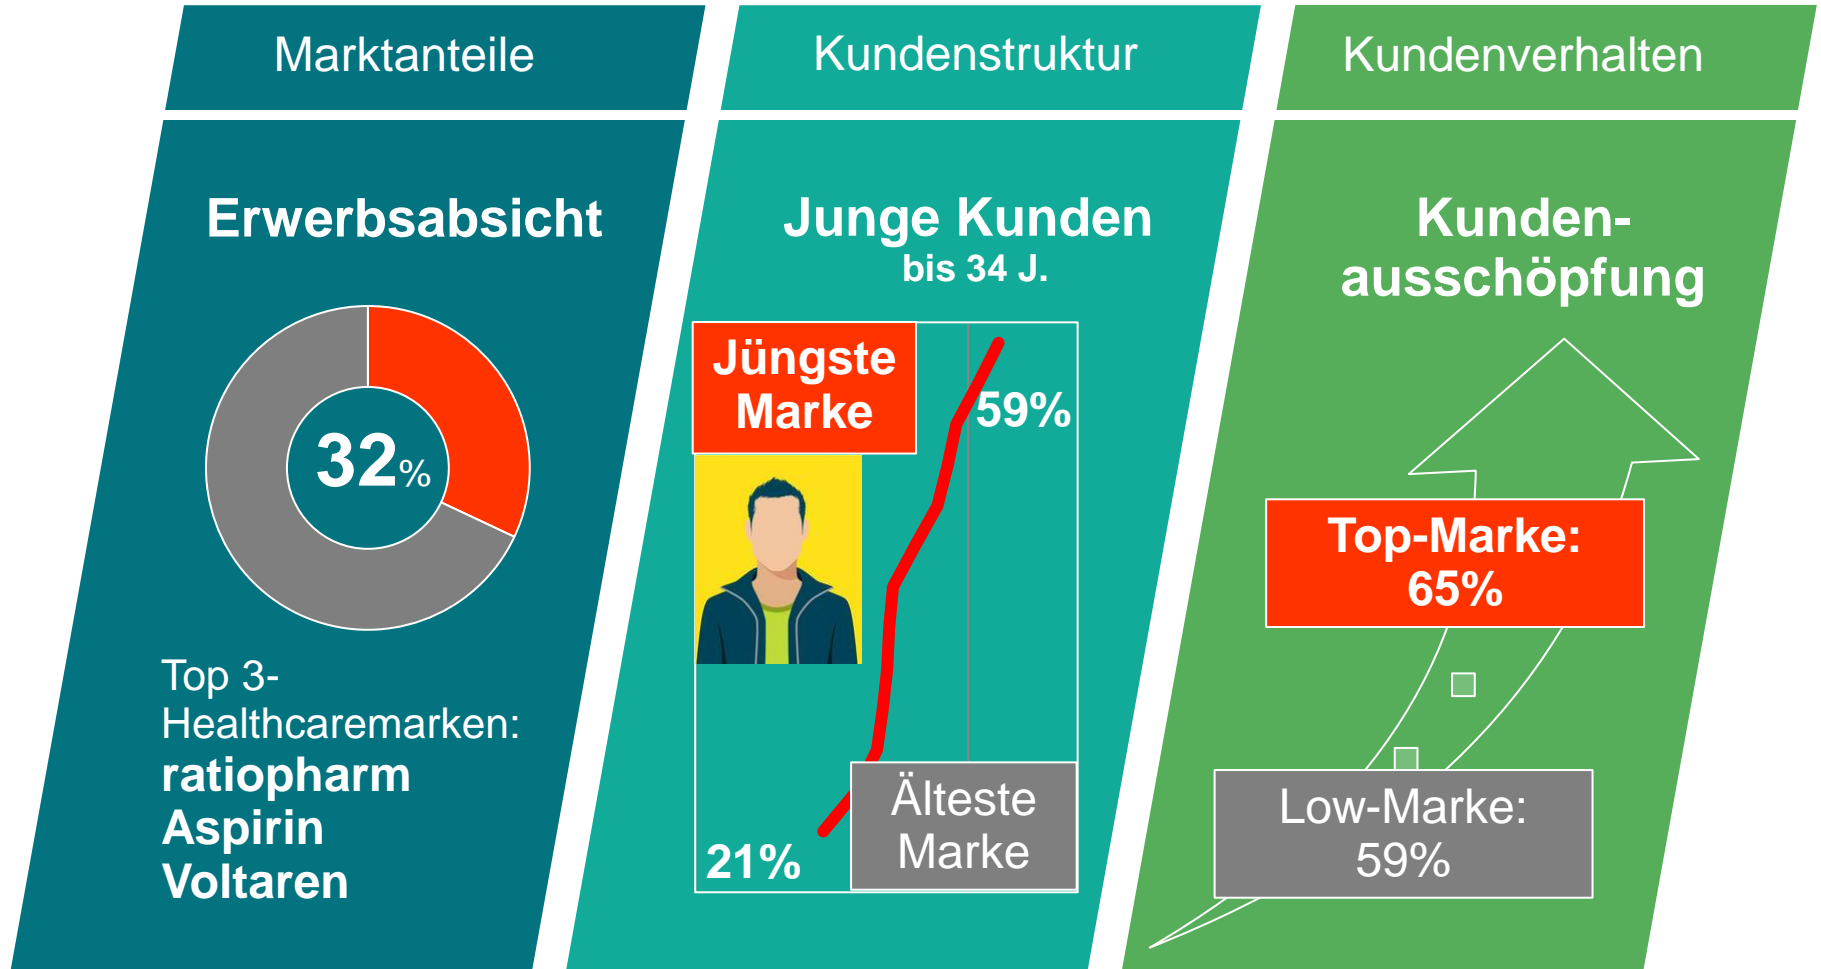 Marktanteile
Erwerbsabsicht
32%
Top 3-
Healthcaremarken:
ratiopharm
Aspirin
Voltaren
Kundenstruktur
Junge Kunden
bis 34 J.
Jüngste
Marke
59%
21%
Älteste
Marke
Kundenverhalten
Kunden-
ausschöpfung
Top-Marke:
65%
Low-Marke:
59%